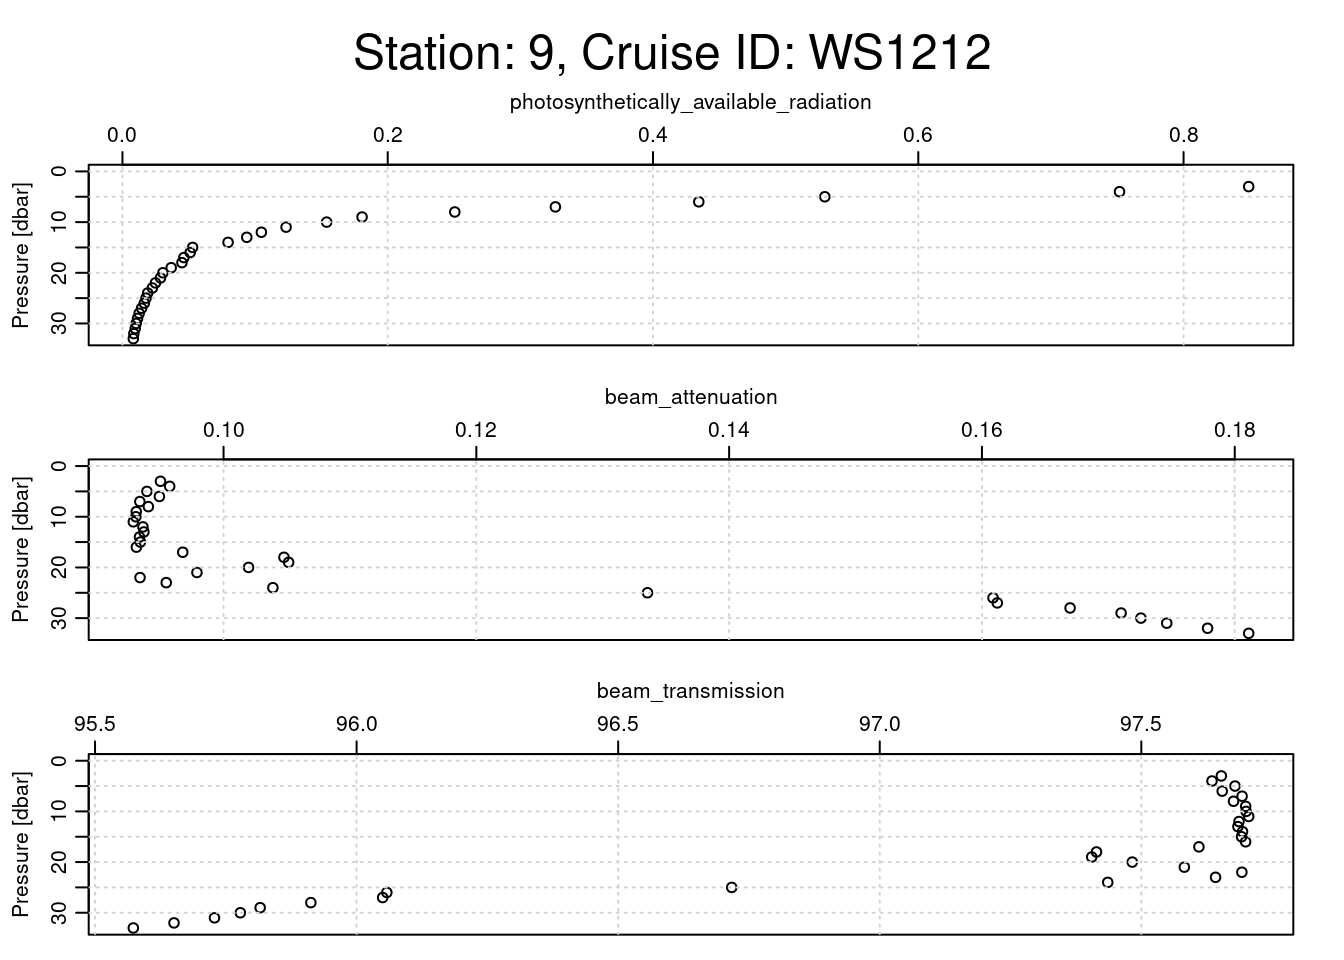 Station: 9, Cruise ID: WS1212
photosynthetically_available_radiation
0.0 0.2 0.4 0.6 0.8
Pressure [dbar]
0
10
20
30
beam_attenuation
0.10 0.12 0.14 0.16 0.18
Pressure [dbar]
0
10
20
30
beam_transmission
95.5 96.0 96.5 97.0 97.5
Pressure [dbar]
0
10
20
30